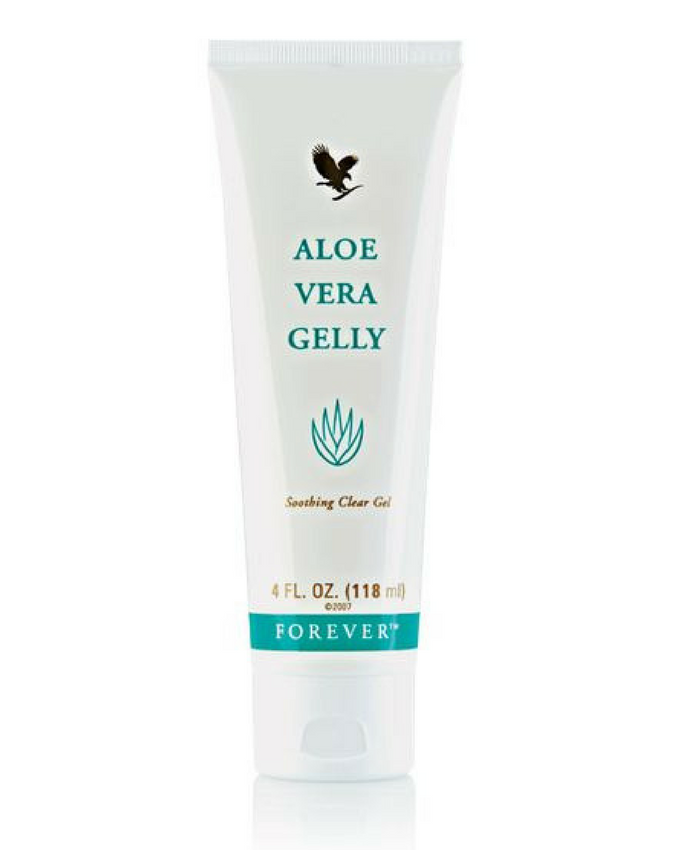 ALOE
VERA
GELLY
Soothing Clear Gel
4 FL. OZ. (118 ml)
©2007
FOREVER™